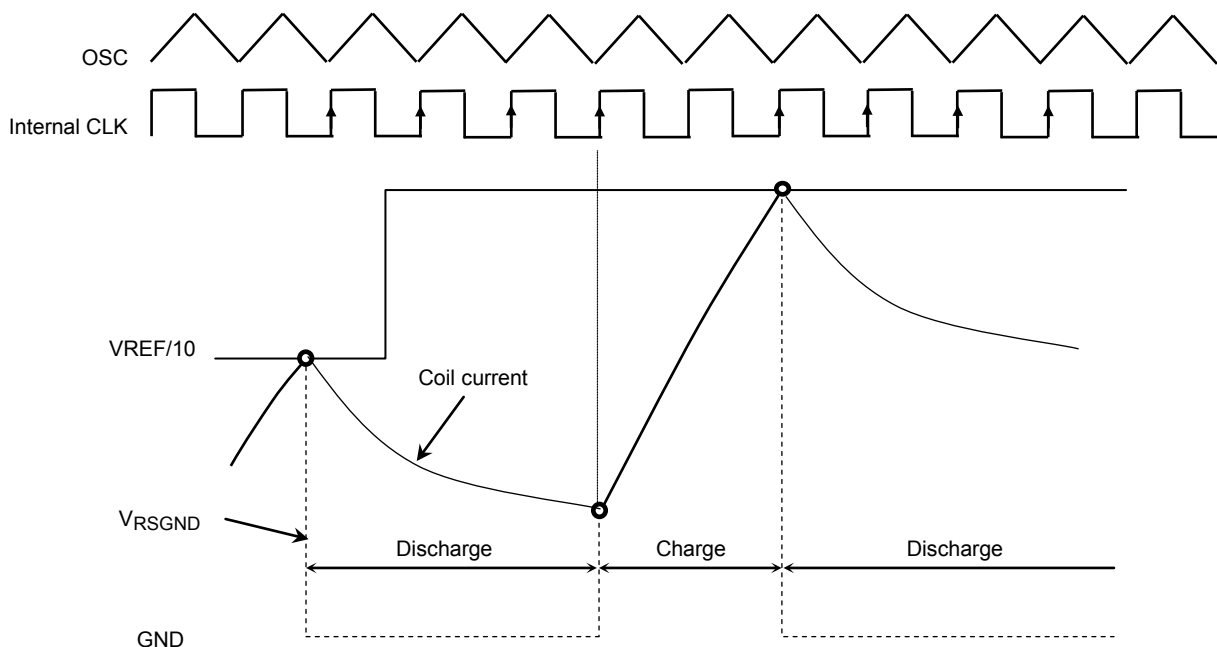 OSC
Internal CLK
VREF/10
Coil current
VRSGND
Discharge
Charge
Discharge
GND